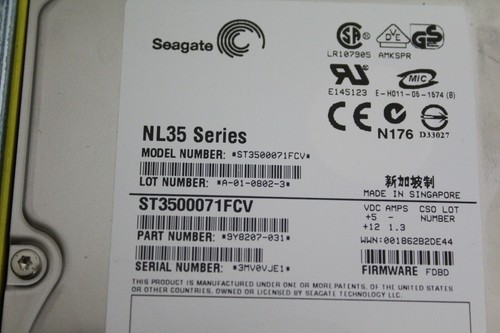 Seagate
LR107905
AMKSPR
E145123
E-H011-05-1574 (B)
MIC
N176
D33027
NL35 Series
MODEL NUMBER: *ST3500071FCV*
LOT NUMBER: *A-01-0802-3*
新加坡制
MADE IN SINGAPORE
ST3500071FCV
VDC AMPS CSO LOT
+5 - NUMBER
+12 1.3
PART NUMBER: *9Y8207-031*
WWN:001862B2DE44
SERIAL NUMBER: *3MV0VJE1*
FIRMWARE FDBD
THIS PRODUCT IS MANUFACTURED UNDER ONE OR MORE PATENTS. OF THE UNITED STATES
OR OTHER COUNTRIES. OWNED OR LICENSED BY SEAGATE TECHNOLOGY LLC.